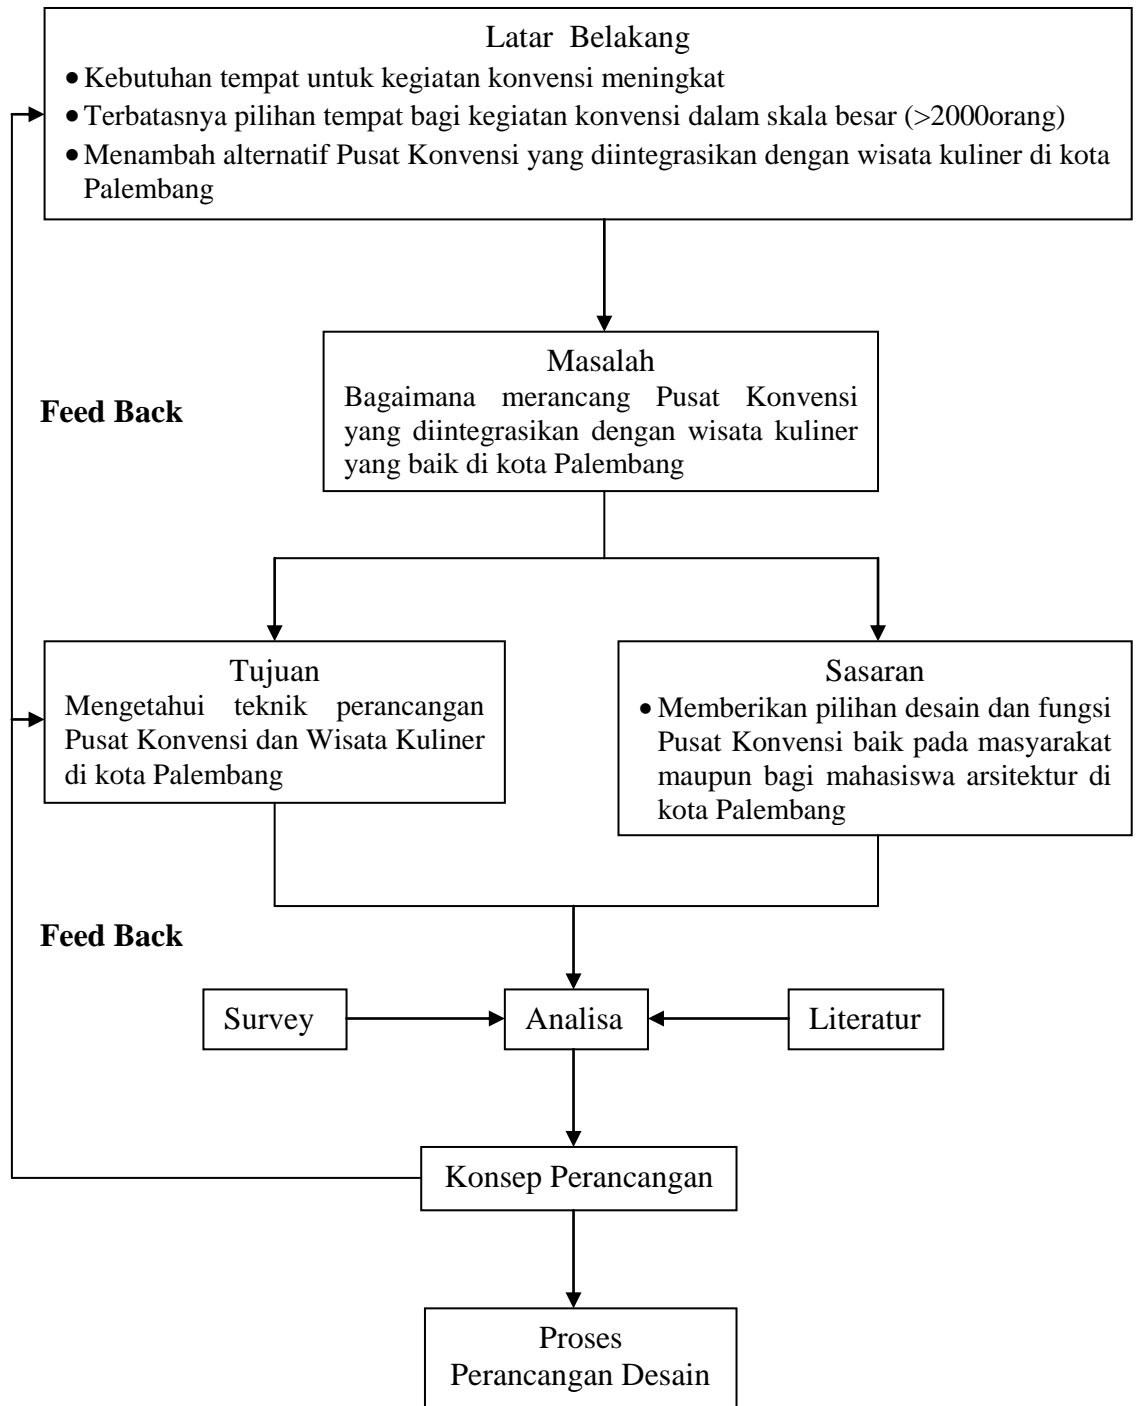 Latar Belakang
• Kebutuhan tempat untuk kegiatan konvensi meningkat
• Terbatasnya pilihan tempat bagi kegiatan konvensi dalam skala besar (>2000orang)
• Menambah alternatif Pusat Konvensi yang diintegrasikan dengan wisata kuliner di kota
Palembang
Masalah
Bagaimana merancang Pusat Konvensi
yang diintegrasikan dengan wisata kuliner
yang baik di kota Palembang
Feed Back
Tujuan
Mengetahui teknik perancangan
Pusat Konvensi dan Wisata Kuliner
di kota Palembang
Sasaran
• Memberikan pilihan desain dan fungsi
Pusat Konvensi baik pada masyarakat
maupun bagi mahasiswa arsitektur di
kota Palembang
Feed Back
Survey
Analisa
Literatur
Konsep Perancangan
Proses
Perancangan Desain